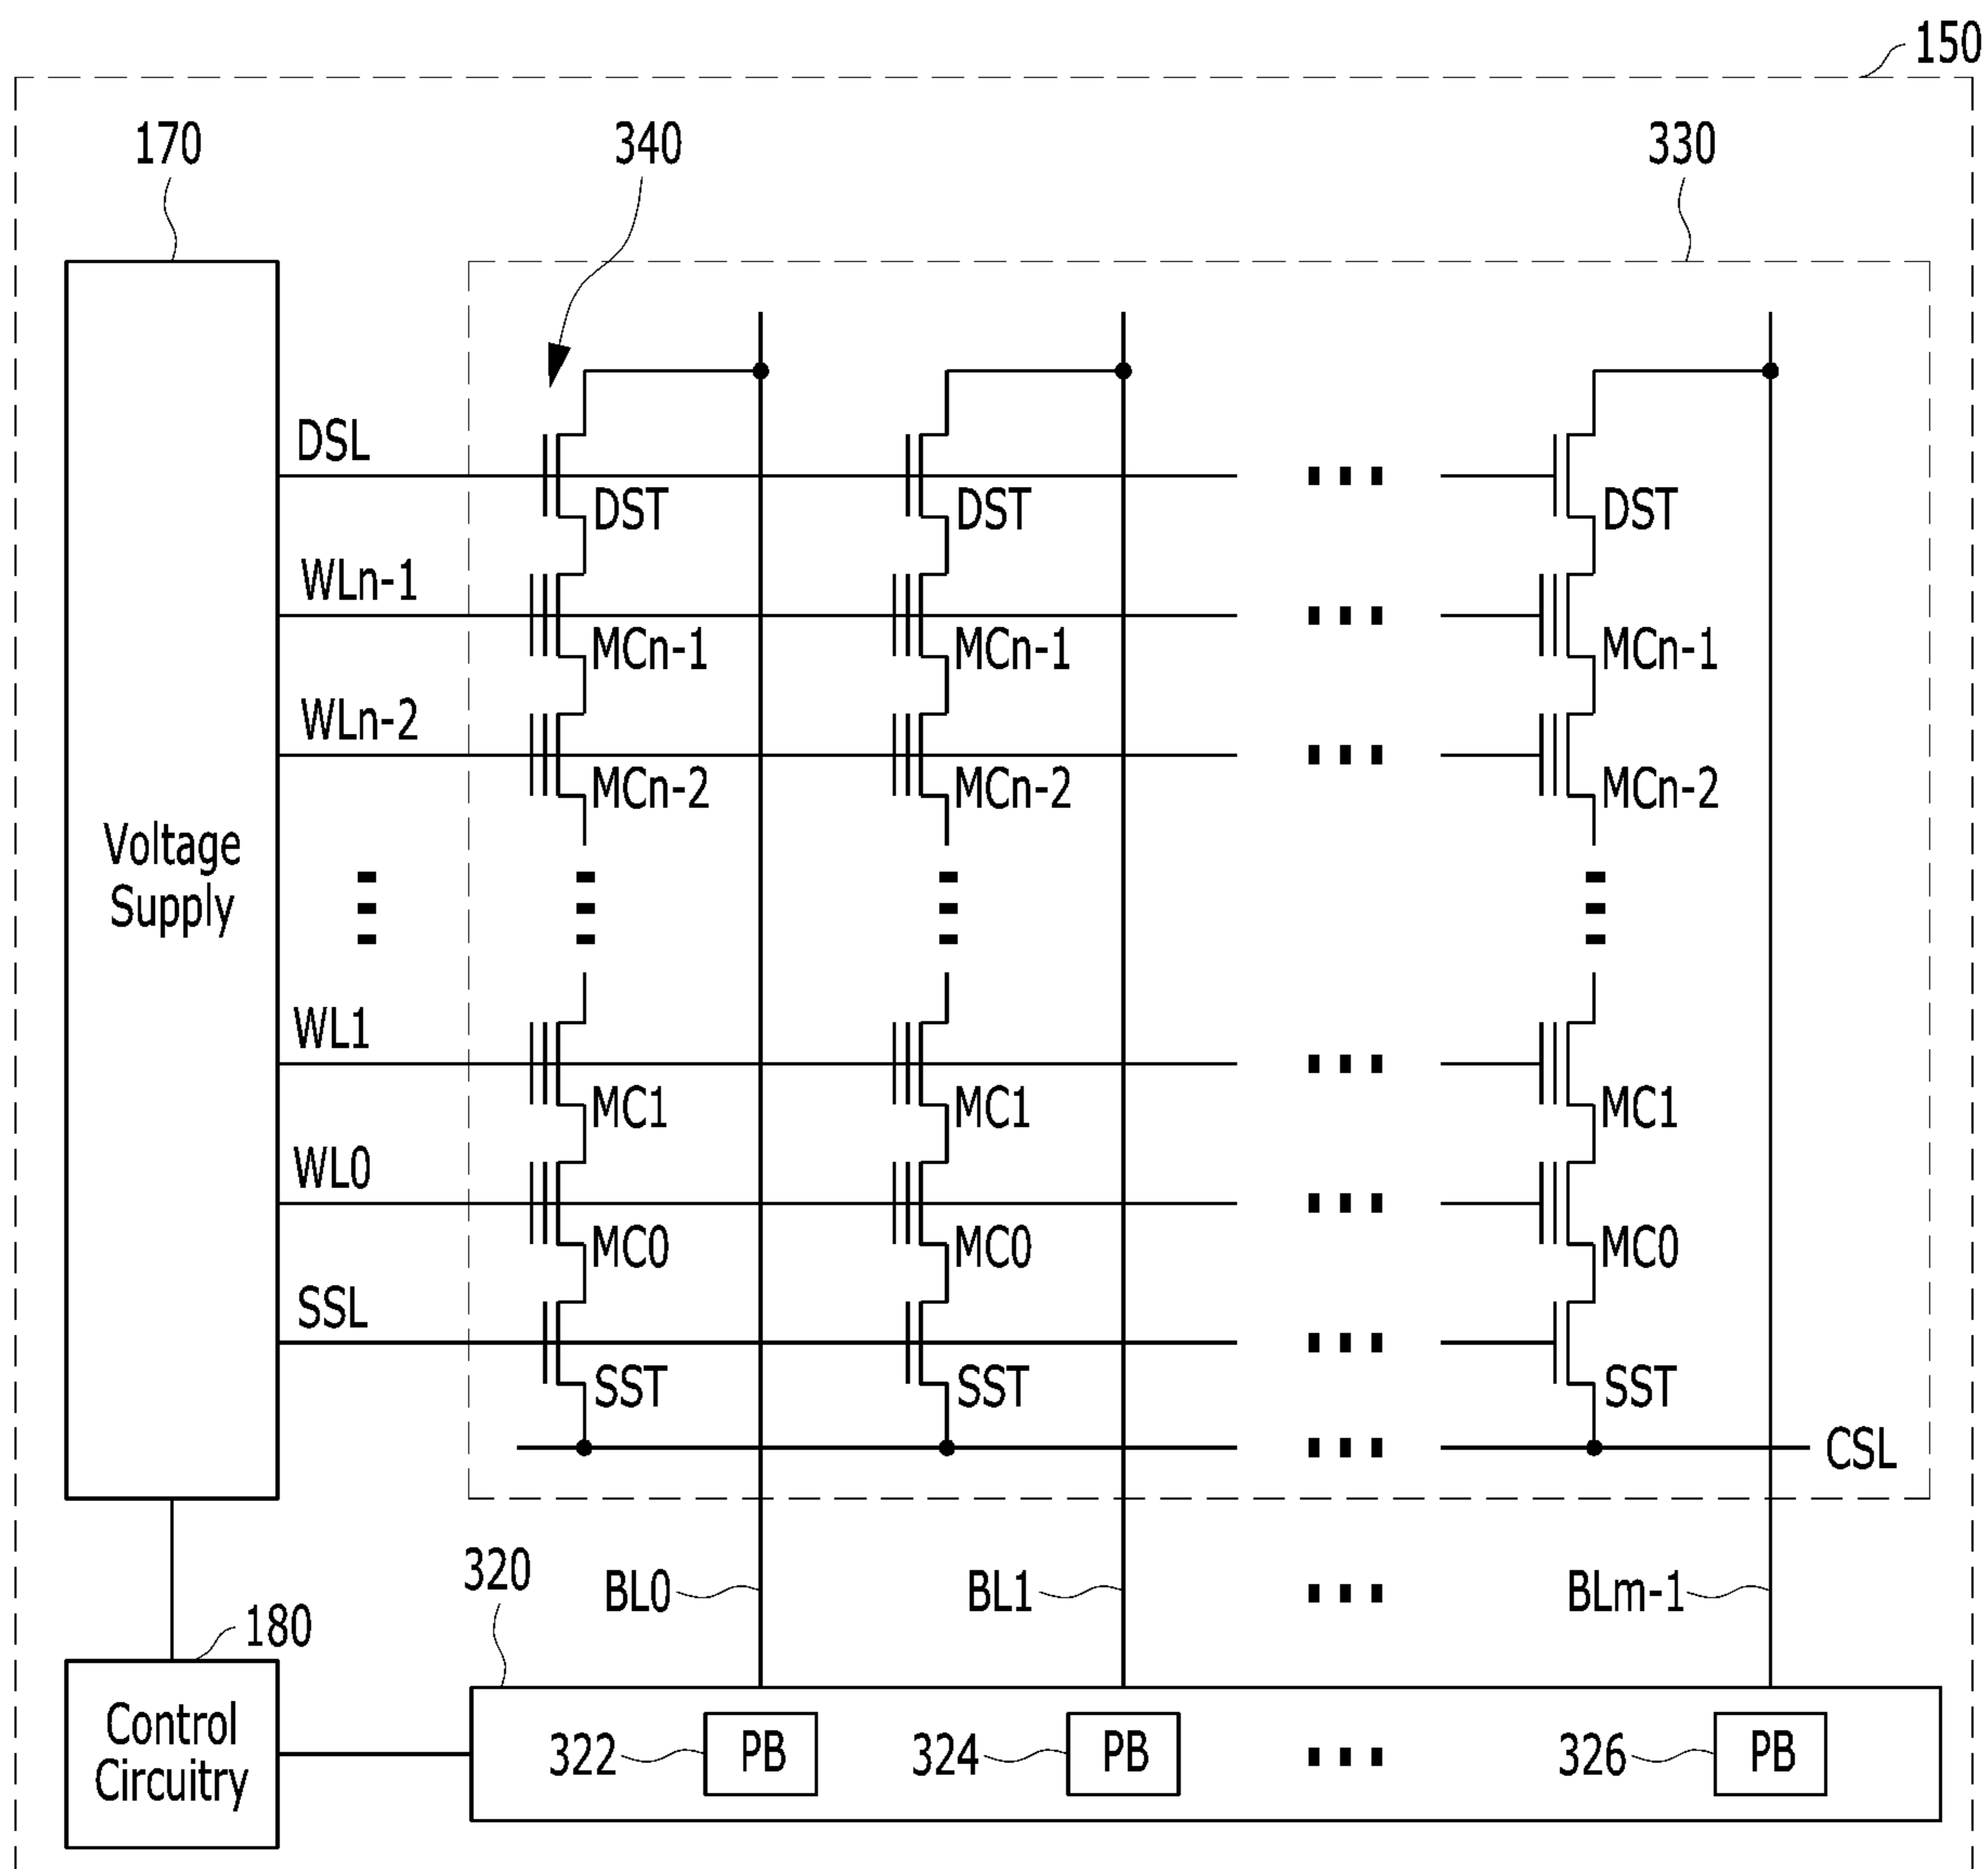 150
170
340
330
DSL
DST
DST
DST
WLn-1
MCn-1
MCn-1
MCn-1
WLn-2
MCn-2
MCn-2
MCn-2
Voltage
Supply
WL1
MC1
MC1
MC1
WL0
MC0
MC0
MC0
SSL
SST
SST
SST
CSL
320
BL0
BL1
BLm-1
180
Control
Circuitry
322
PB
324
PB
326
PB